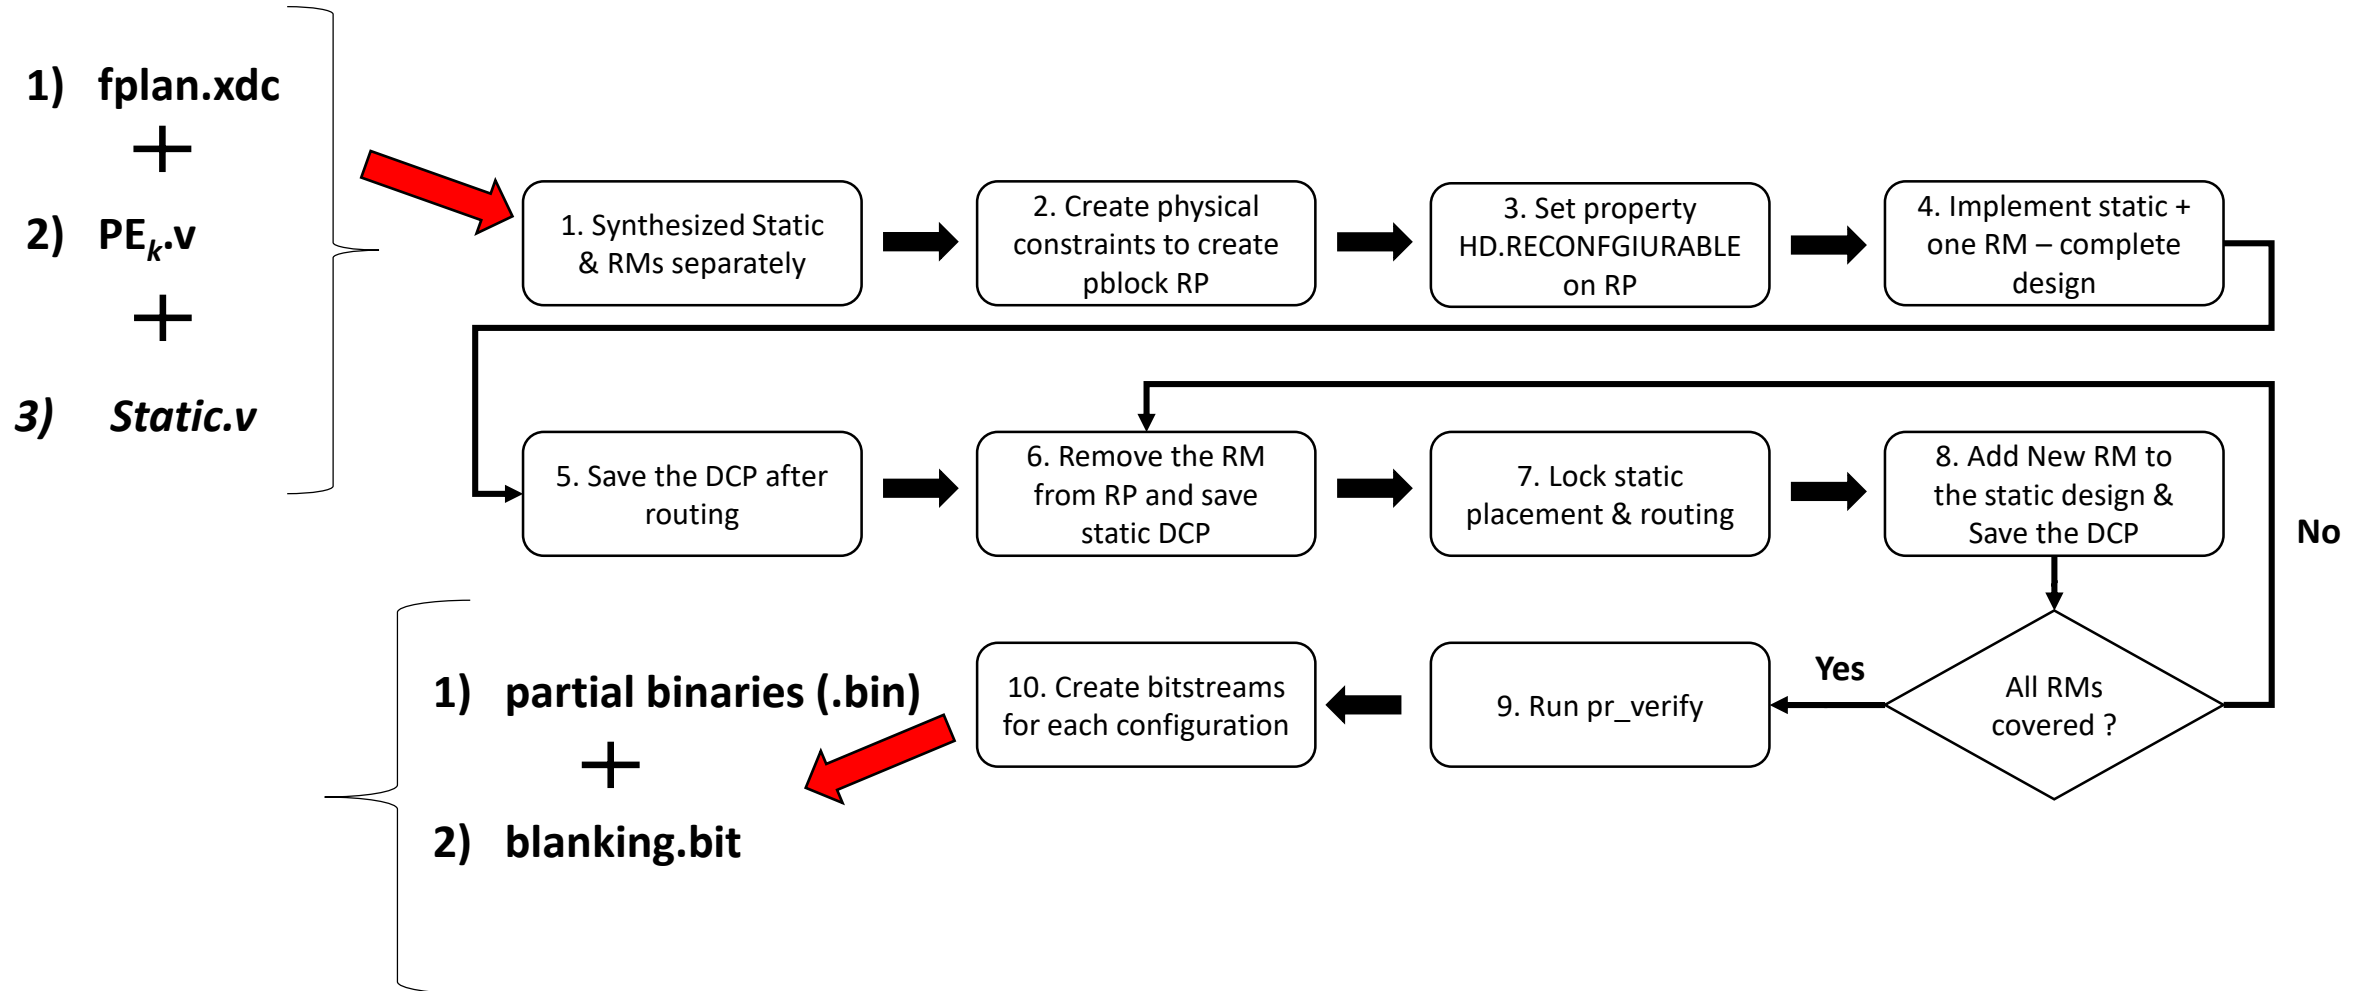 1) fplan.xdc
+
2) PEk.v
+
3) Static.v
1. Synthesized Static
& RMs separately
2. Create physical
constraints to create
pblock RP
3. Set property
HD.RECONFGIURABLE
on RP
4. Implement static +
one RM – complete
design
5. Save the DCP after
routing
6. Remove the RM
from RP and save
static DCP
7. Lock static
placement & routing
8. Add New RM to
the static design &
Save the DCP
No
All RMs
covered ?
Yes
9. Run pr_verify
10. Create bitstreams
for each configuration
1) partial binaries (.bin)
+
2) blanking.bit